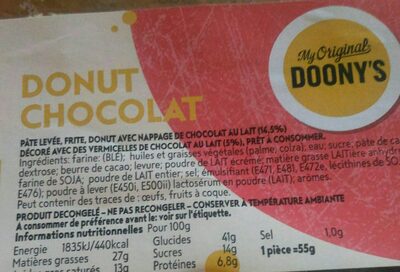 My Original
DOONY'S
DONUT
CHOCOLAT
PÂTE LEVÉE, FRITE, DONUT AVEC NAPPAGE DE CHOCOLAT AU LAIT (14,5%)
DÉCORÉ AVEC DES VERMICELLES DE CHOCOLAT AU LAIT (5%), PRÊT À CONSOMMER.
Ingrédients: farine: (BLÉ); huiles et graisses végétales (palme, colza); eau; sucre; pâte de
dextrose; beurre de cacao; levure; poudre de LAIT écrémé; matière grasse LAITière
farine de SOJA; poudre de LAIT entier; sel; émulsifiant (E471, E481, E472e, lécithines de
E476); poudre à lever (E450i, E500ii) lactosérum en poudre (LAIT); arômes.
Peut contenir des traces de : œufs, fruits à coque.
PRODUIT DECONGELÉ - NE PAS RECONGELER - CONSERVER À TEMPÉRATURE AMBIANTE
A consommer de préférence avant le: voir sur l'étiquette.
Informations nutritionnelles Pour 100g
Energie 1835kJ/440kcal Glucides 41g Sel 1,0g
Matières grasses 27g Sucres 14g 1 pièce =55g
saturés 13g Protéines 6,8g